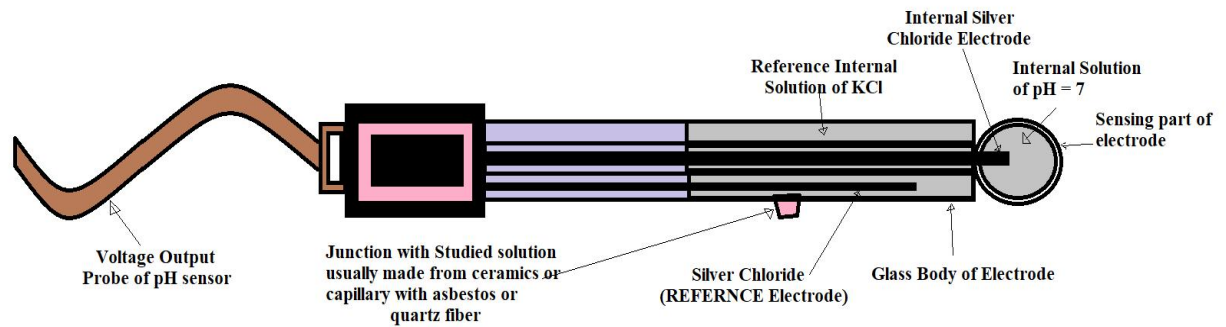 Internal Silver
Chloride Electrode
Reference Internal
Solution of KCl
Internal Solution
of pH = 7
Sensing part of
electrode
Voltage Output
Probe of pH sensor
Junction with Studied solution
usually made from ceramics or
capillary with asbestos or
quartz fiber
Silver Chloride
(REFERNCE Electrode)
Glass Body of Electrode